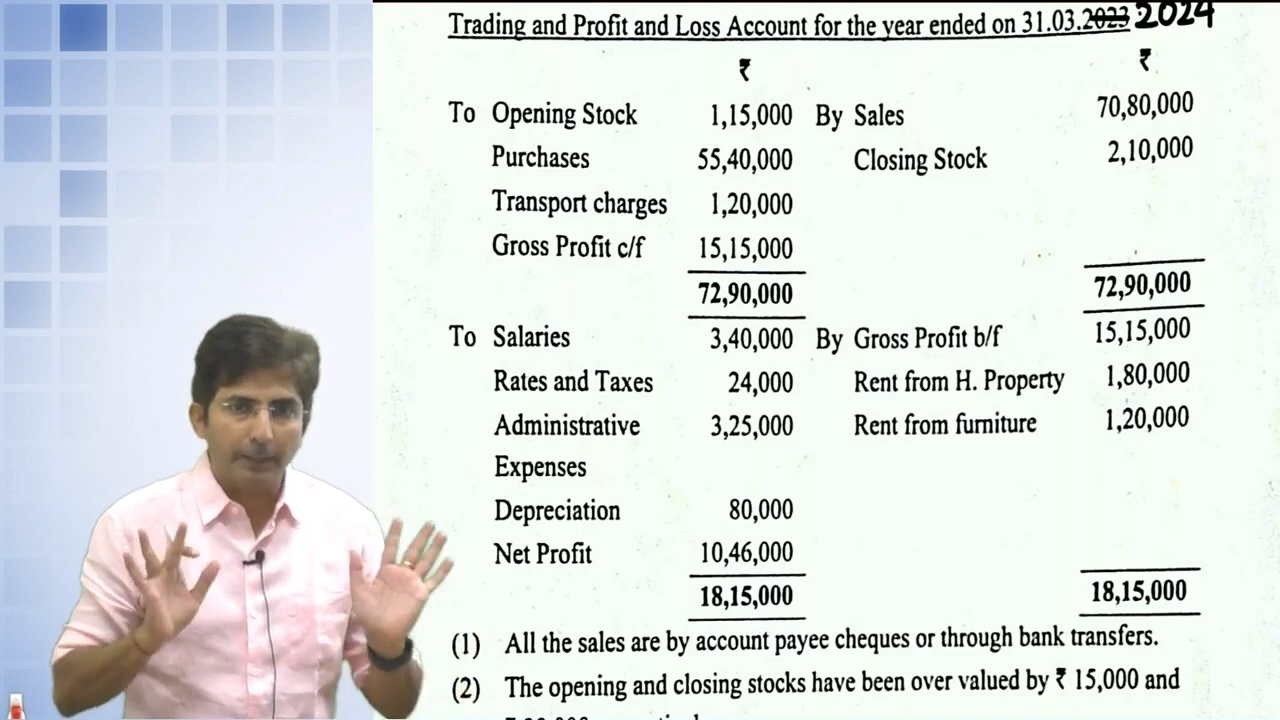 Trading and Profit and Loss Account for the year ended on 31.03.2023 2024
₹ ₹
To Opening Stock 1,15,000 By Sales 70,80,000
Purchases 55,40,000 Closing Stock 2,10,000
Transport charges 1,20,000
Gross Profit c/f 15,15,000
72,90,000 72,90,000
To Salaries 3,40,000 By Gross Profit b/f 15,15,000
Rates and Taxes 24,000 Rent from H. Property 1,80,000
Administrative 3,25,000 Rent from furniture 1,20,000
Expenses
Depreciation 80,000
Net Profit 10,46,000
18,15,000 18,15,000
(1) All the sales are by account payee cheques or through bank transfers.
(2) The opening and closing stocks have been over valued by ₹ 15,000 and